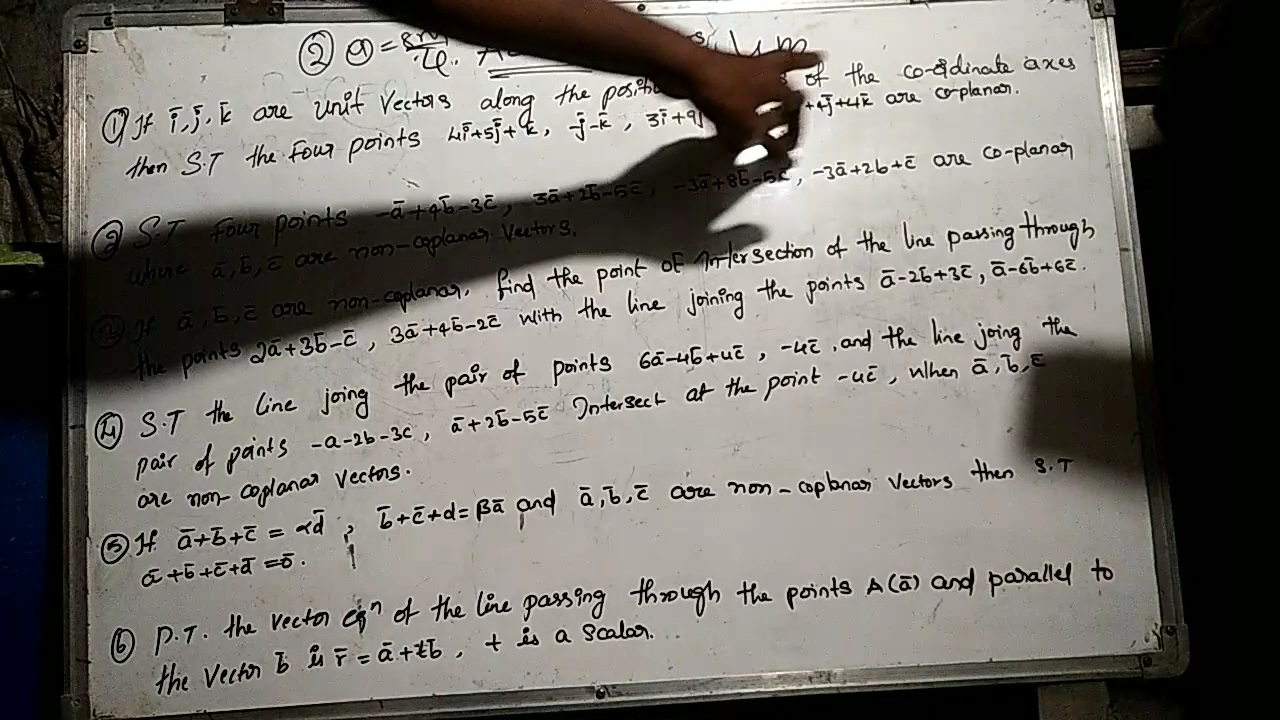 ②
① If ī, j̄, k̄ are unit vectors along the of the co-ordinate axes
then S.T the four points 4ī+5j̄+k̄, -j̄-k̄, 3ī+9j +4j̄+4k̄ are coplanar.
② S.T Four points -ā+4b̄-3c̄, 3ā+2b̄-5c̄, -3ā+8b̄-5c̄, -3ā+2b+c̄ are co-planar
where ā, b̄, c̄ are non-coplanar vectors.
If ā, b̄, c̄ are non-coplanar, find the point of intersection of the line passing through
the points 2ā+3b̄-c̄, 3ā+4b̄-2c̄ with the line joining the points ā-2b̄+3c̄, ā-6b̄+6c̄.
④ S.T the line joing the pair of points 6ā-4b̄+4c̄, -4c̄ and the line joing the
pair of points -a-2b-3c, ā+2b̄-5c̄ Intersect at the point -4c̄, when ā, b̄, c̄
are non-coplanar vectors.
⑤ If ā+b̄+c̄ = αd̄, b̄+c̄+d=βā and ā, b̄, c̄ are non-coplanar vectors then S.T
ā+b̄+c̄+d̄=ō.
⑥ P.T. the vector eqⁿ of the line passing through the points A(ā) and parallel to
the vector b̄ is r̄=ā+tb̄, t is a scalar.